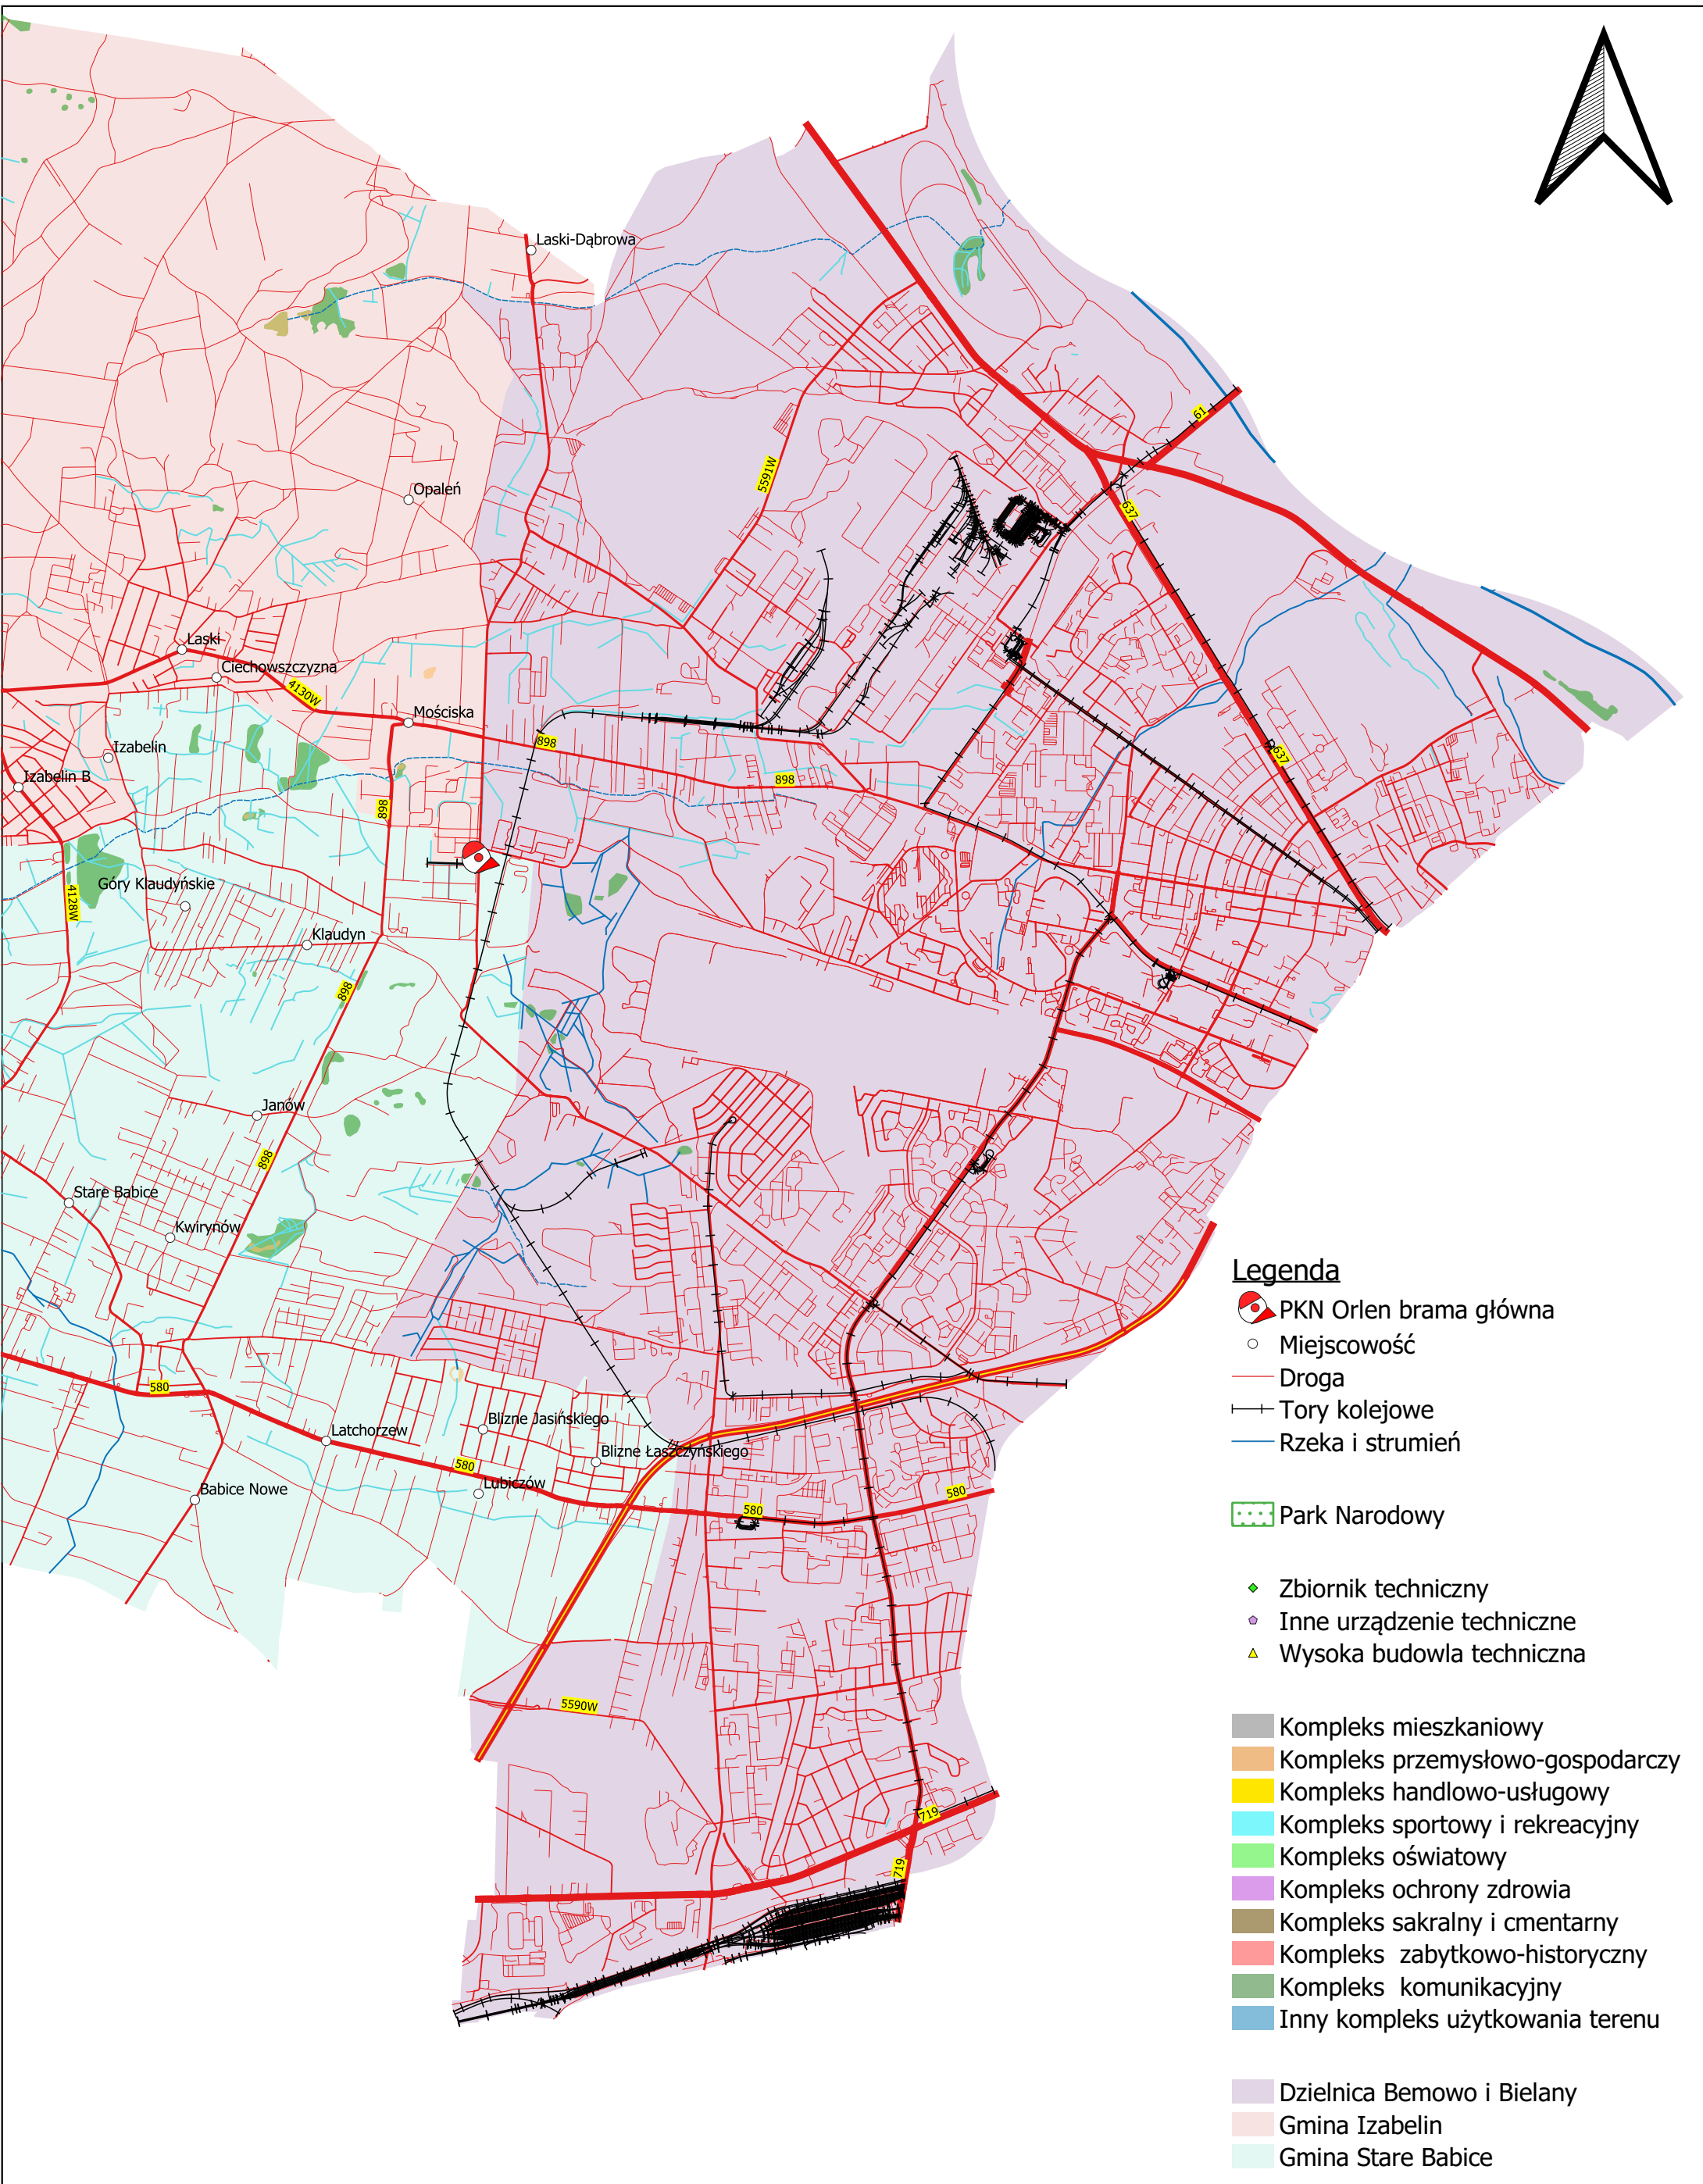 Laski-Dąbrowa
61
5591W
Opaleń
637
Laski
Ciechowszczyzna
4130W
Mościska
898
Izabelin
637
Izabelin B
898
898
Góry Klaudyńskie
4128W
Klaudyn
898
Janów
898
Stare Babice
Kwirynów
580
Blizne Jasińskiego
Latchorzew
Blizne Łaszczyńskiego
580
Lubiczów
Babice Nowe
580
580
5590W
719
719
Legenda
PKN Orlen brama główna
Miejscowość
Droga
Tory kolejowe
Rzeka i strumień
Park Narodowy
Zbiornik techniczny
Inne urządzenie techniczne
Wysoka budowla techniczna
Kompleks mieszkaniowy
Kompleks przemysłowo-gospodarczy
Kompleks handlowo-usługowy
Kompleks sportowy i rekreacyjny
Kompleks oświatowy
Kompleks ochrony zdrowia
Kompleks sakralny i cmentarny
Kompleks  zabytkowo-historyczny
Kompleks  komunikacyjny
Inny kompleks użytkowania terenu
Dzielnica Bemowo i Bielany
Gmina Izabelin
Gmina Stare Babice